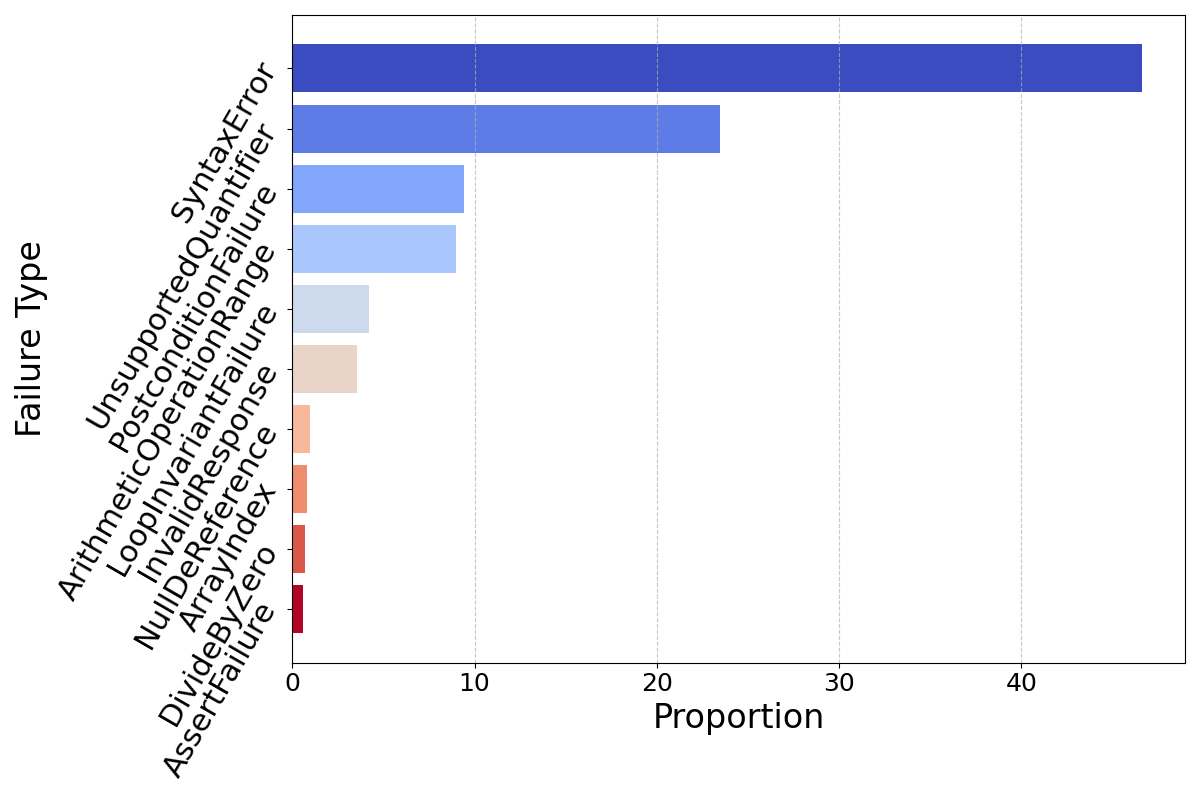 Failure Type
SyntaxError
UnsupportedQuantifier
PostconditionFailure
ArithmeticOperationRange
LoopInvariantFailure
InvalidResponse
NullDeReference
ArrayIndex
DivideByZero
AssertFailure
0 10 20 30 40
Proportion